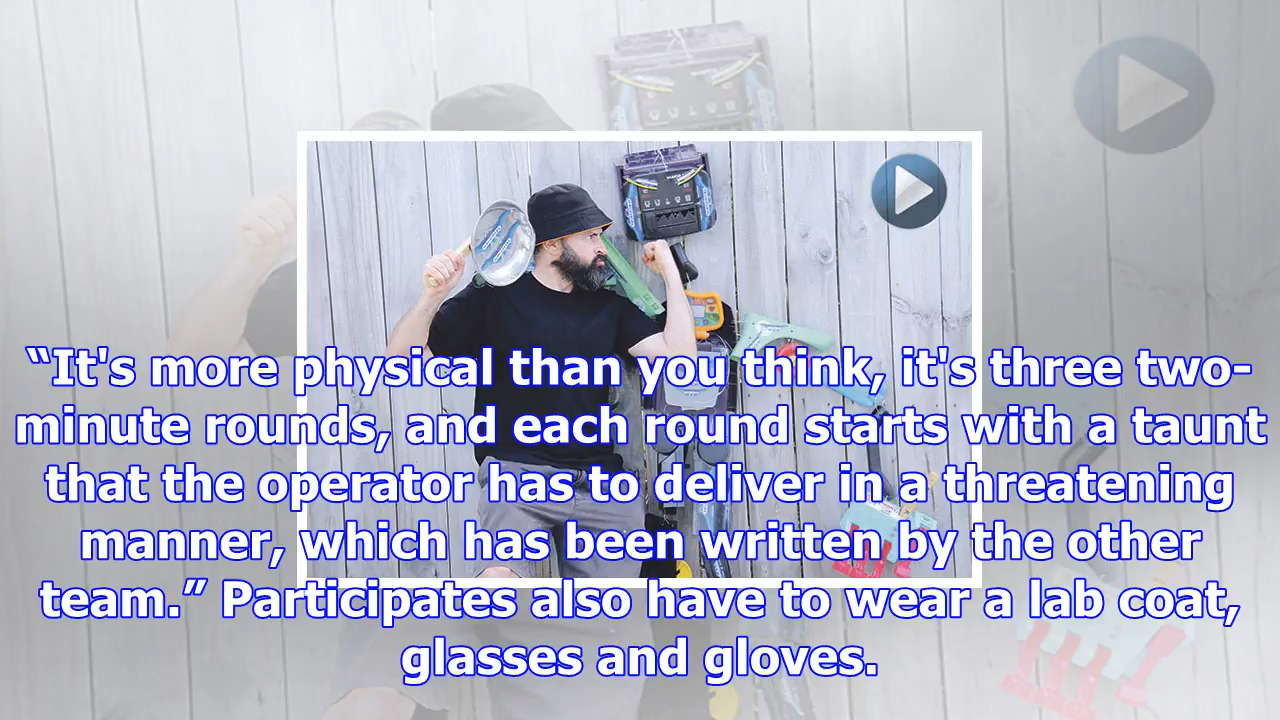 “It's more physical than you think, it's three two-
minute rounds, and each round starts with a taunt
that the operator has to deliver in a threatening
manner, which has been written by the other
team.” Participates also have to wear a lab coat,
glasses and gloves.